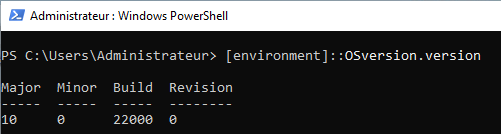 Administrateur : Windows PowerShell
PS C:\Users\Administrateur> [environment]::OSversion.version
Major  Minor  Build  Revision
-----  -----  -----  --------
10     0      22000  0